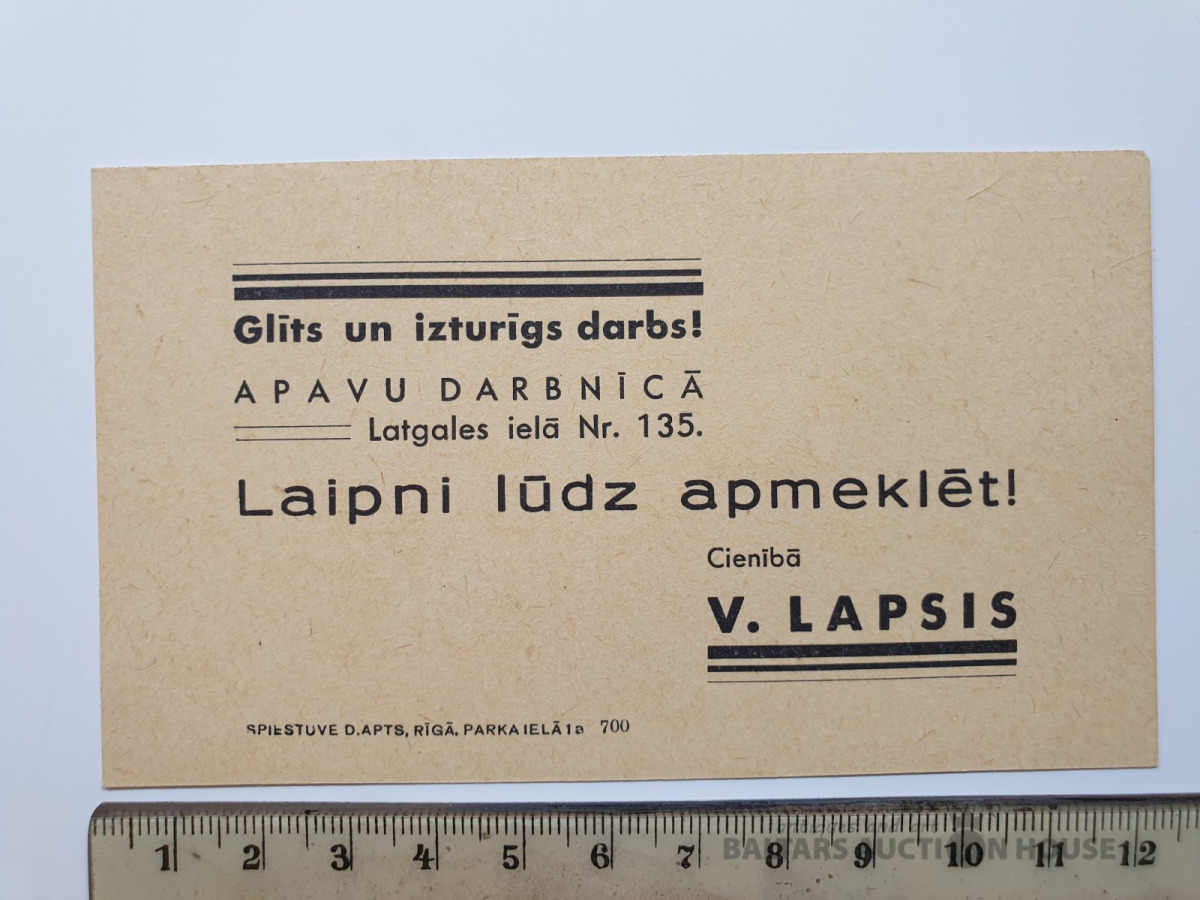 Glīts un izturīgs darbs!
APAVU DARBNĪCĀ
Latgales ielā Nr. 135.
Laipni lūdz apmeklēt!
Cienībā
V. LAPSIS
SPIESTUVE D.APTS, RĪGĀ, PARKA IELĀ 1a 700
1 2 3 4 5 6 7 8 9 10 11 12
BALTARS AUCTION HOUSE